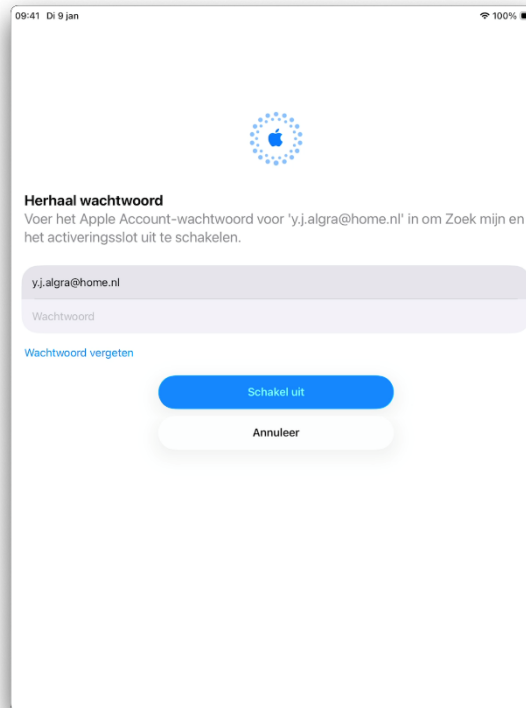 09:41 Di 9 jan 100%
Herhaal wachtwoord
Voer het Apple Account-wachtwoord voor 'y.j.algra@home.nl' in om Zoek mijn en
het activeringsslot uit te schakelen.
y.j.algra@home.nl
Wachtwoord
Wachtwoord vergeten
Schakel uit
Annuleer